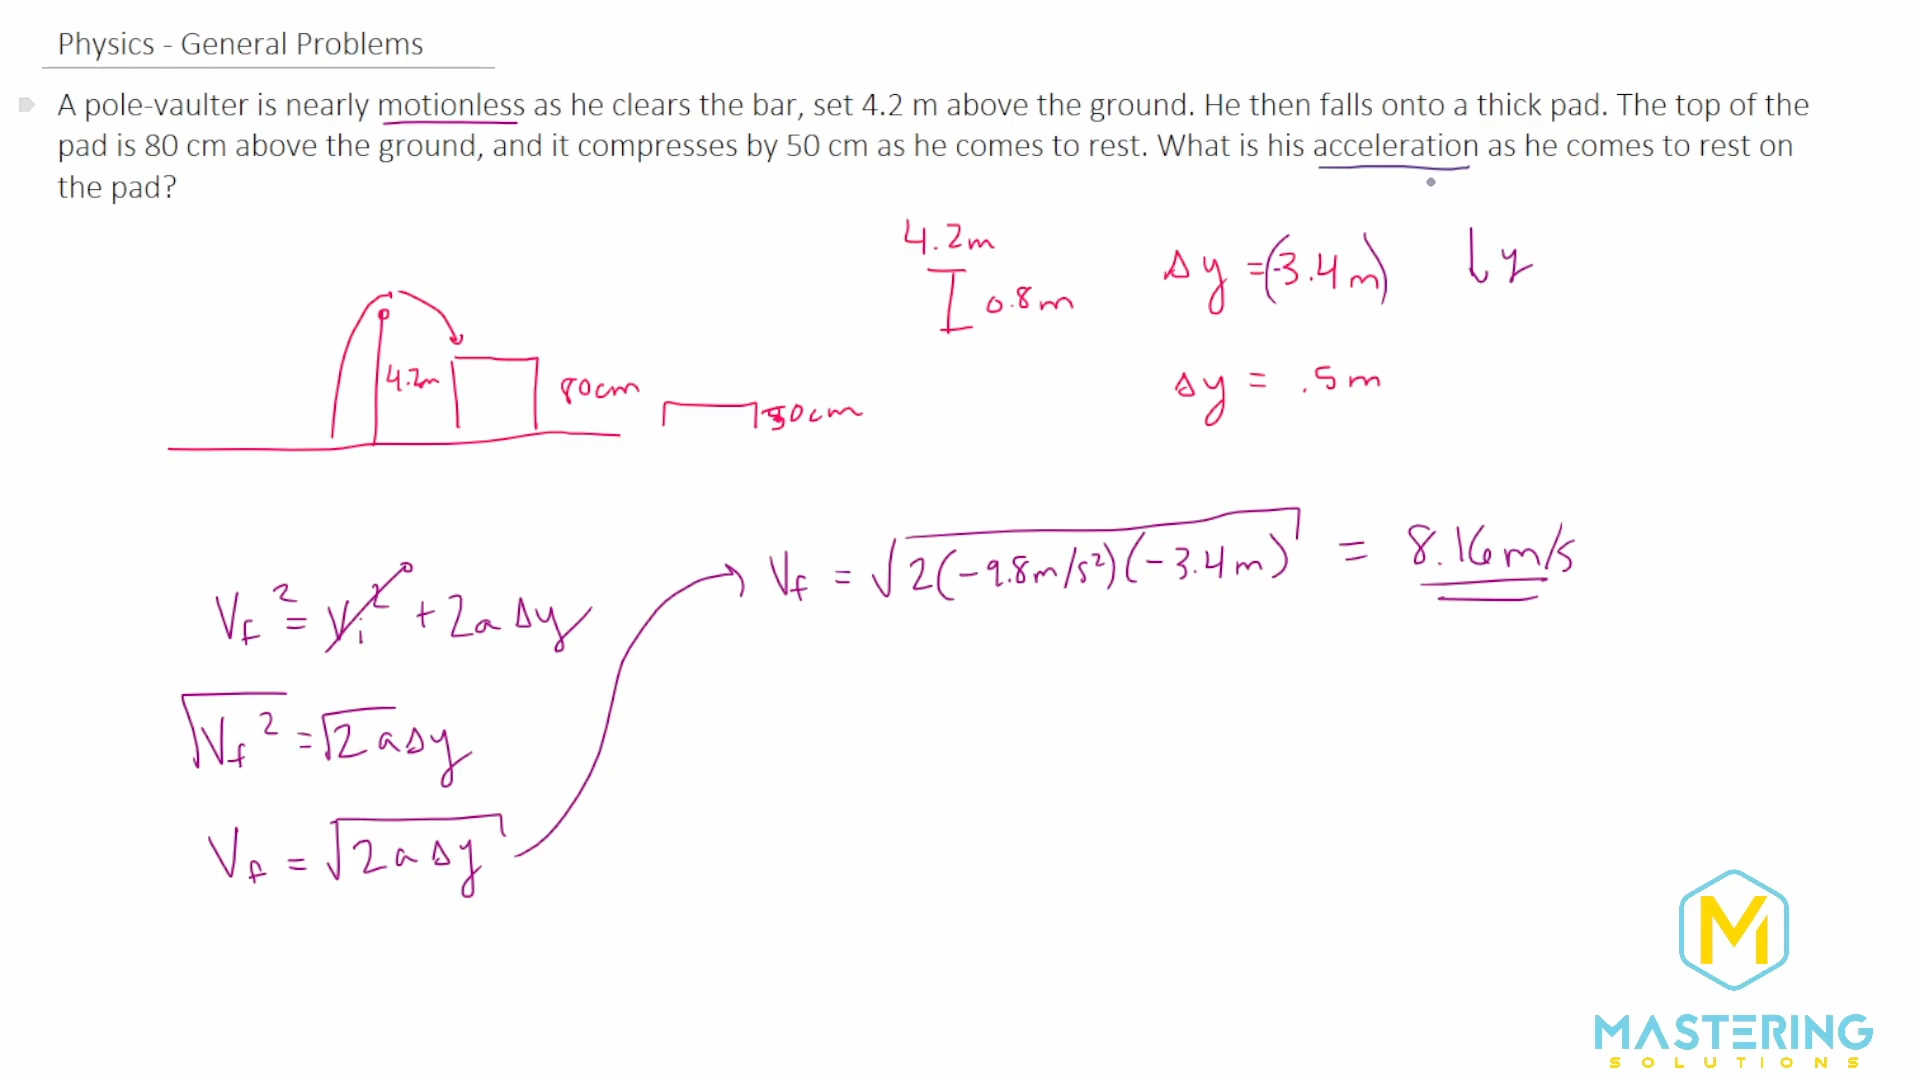 Physics - General Problems
A pole-vaulter is nearly motionless as he clears the bar, set 4.2 m above the ground. He then falls onto a thick pad. The top of the
pad is 80 cm above the ground, and it compresses by 50 cm as he comes to rest. What is his acceleration as he comes to rest on
the pad?
4.2m
0.8m
Δy = (-3.4m)
↓y
4.2m
80cm
50cm
Δy = .5m
Vf² = Vi² + 2aΔy
0
Vf = √2(-9.8m/s²)(-3.4m) = 8.16m/s
√Vf² = √2aΔy
Vf = √2aΔy
M
MASTERING
SOLUTIONS